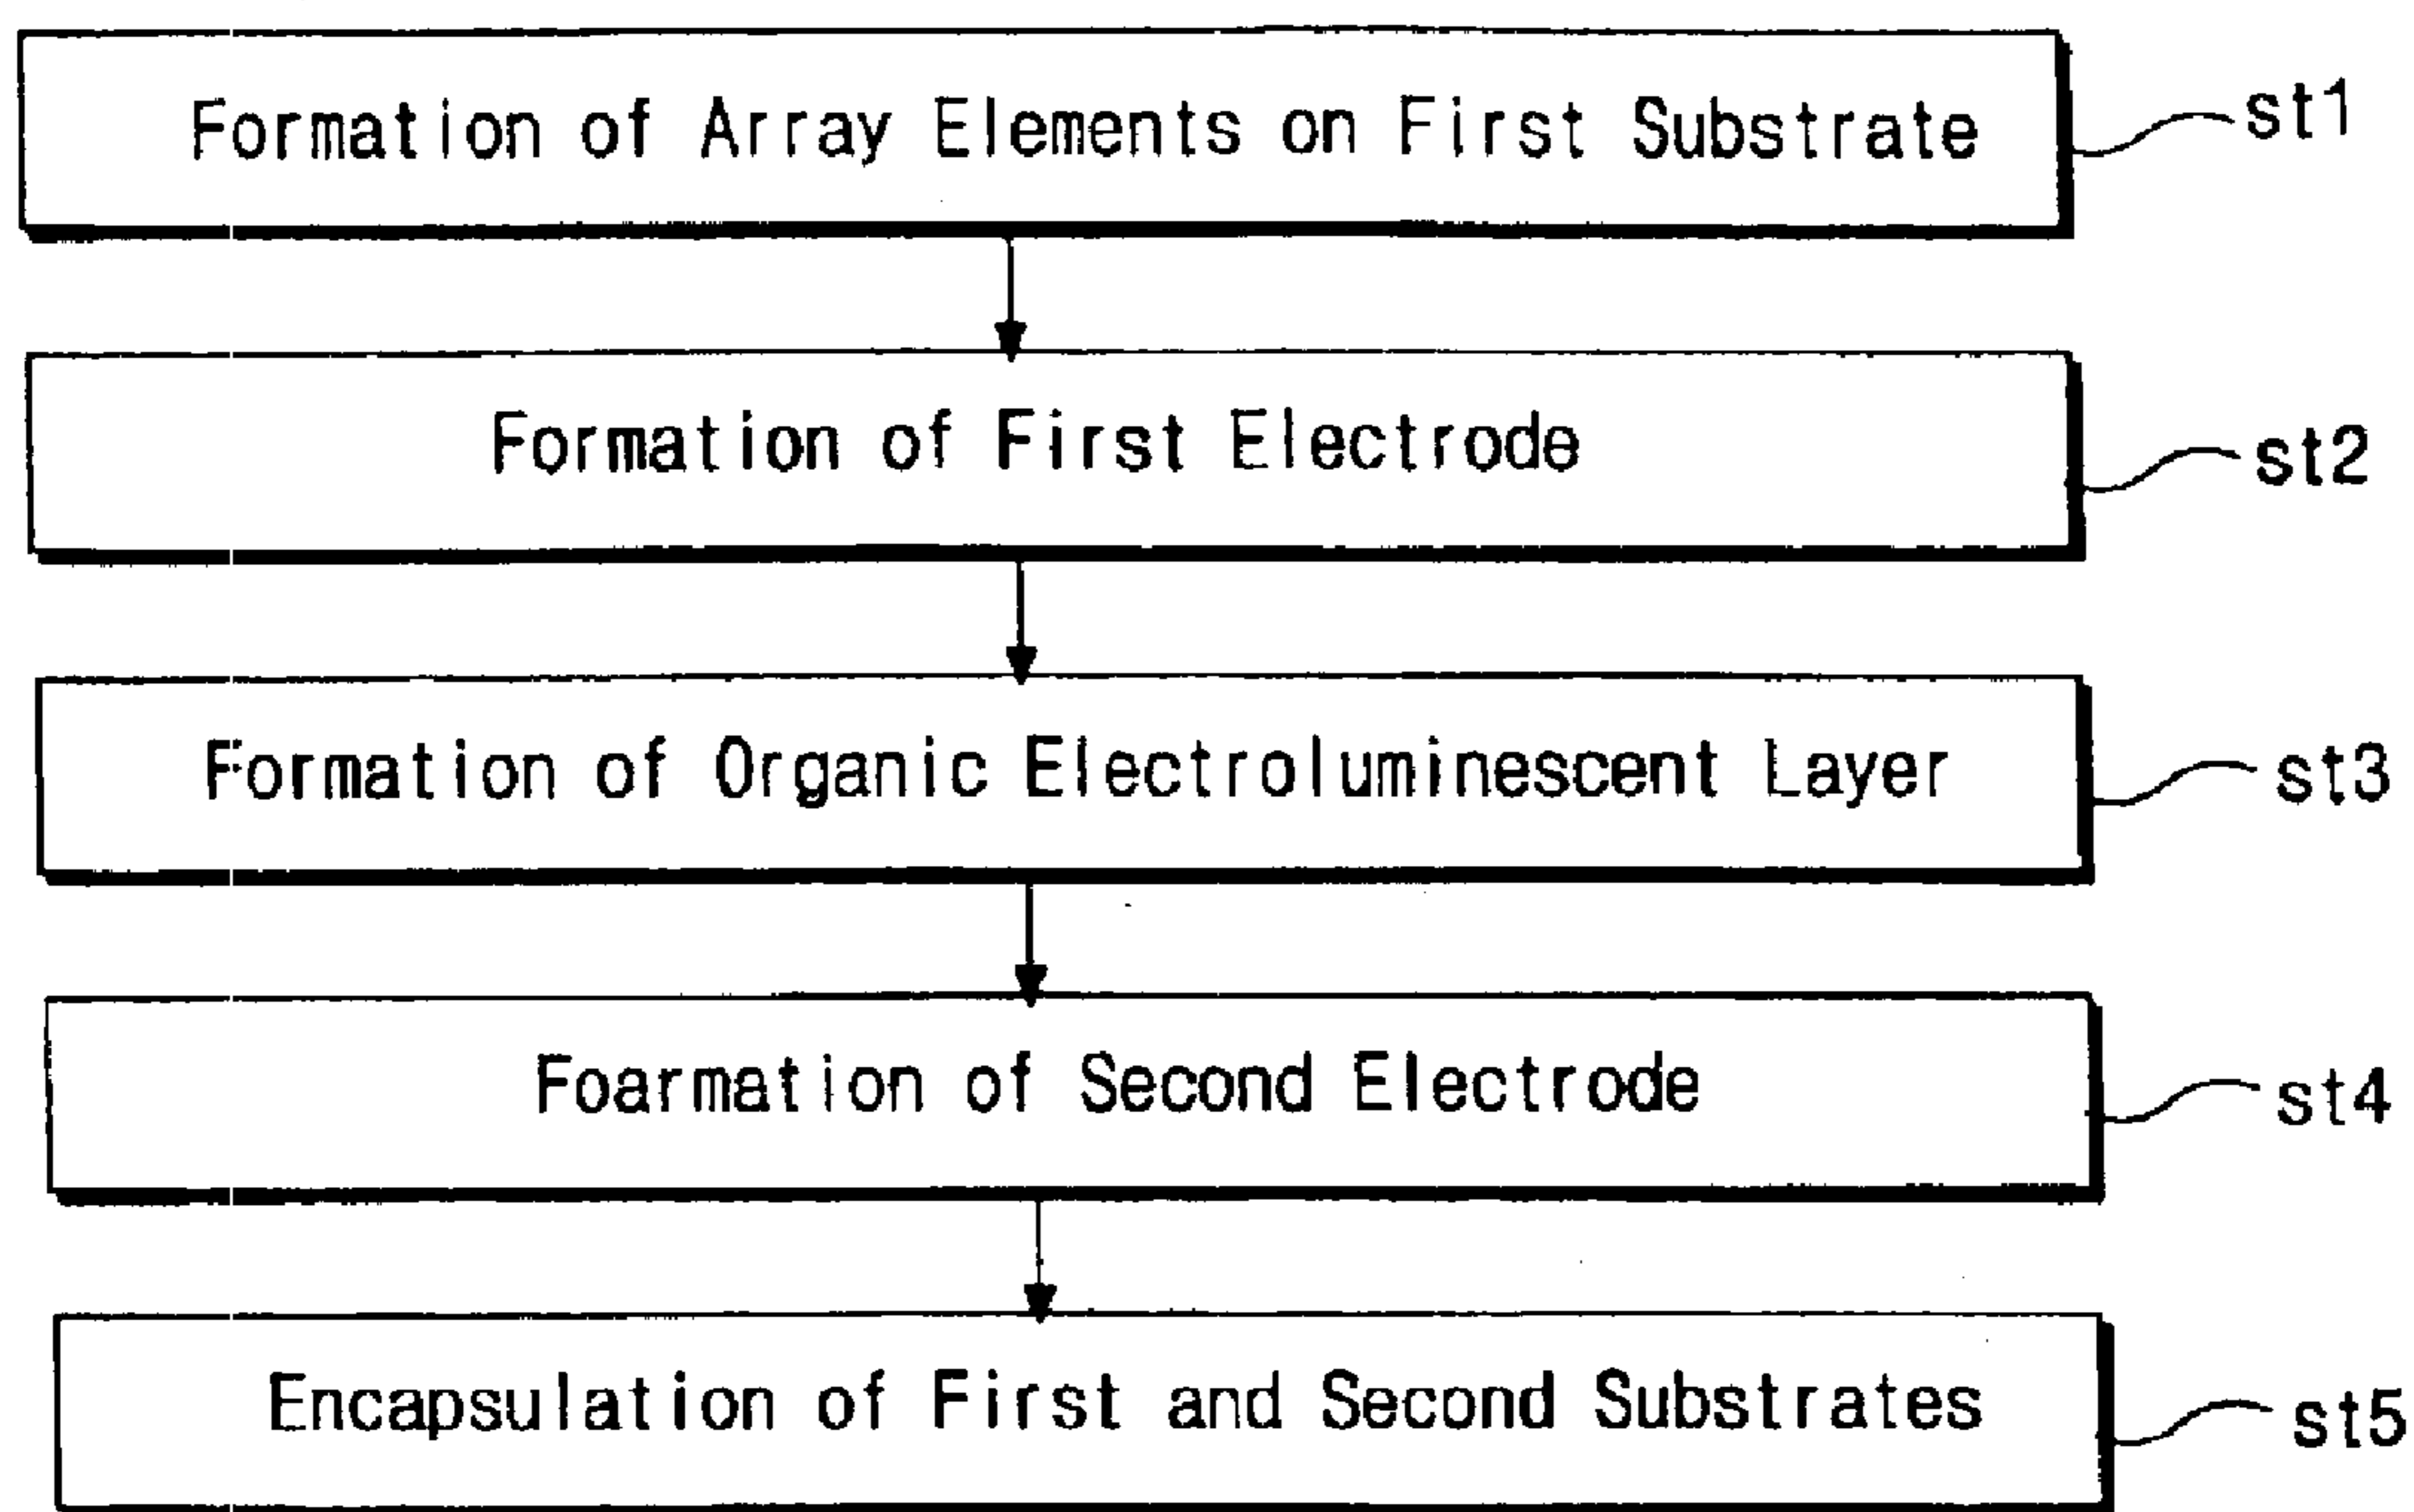 Formation of Array Elements on First Substrate
st1
Formation of First Electrode
st2
Formation of Organic Electroluminescent Layer
st3
Foarmation of Second Electrode
st4
Encapsulation of First and Second Substrates
st5